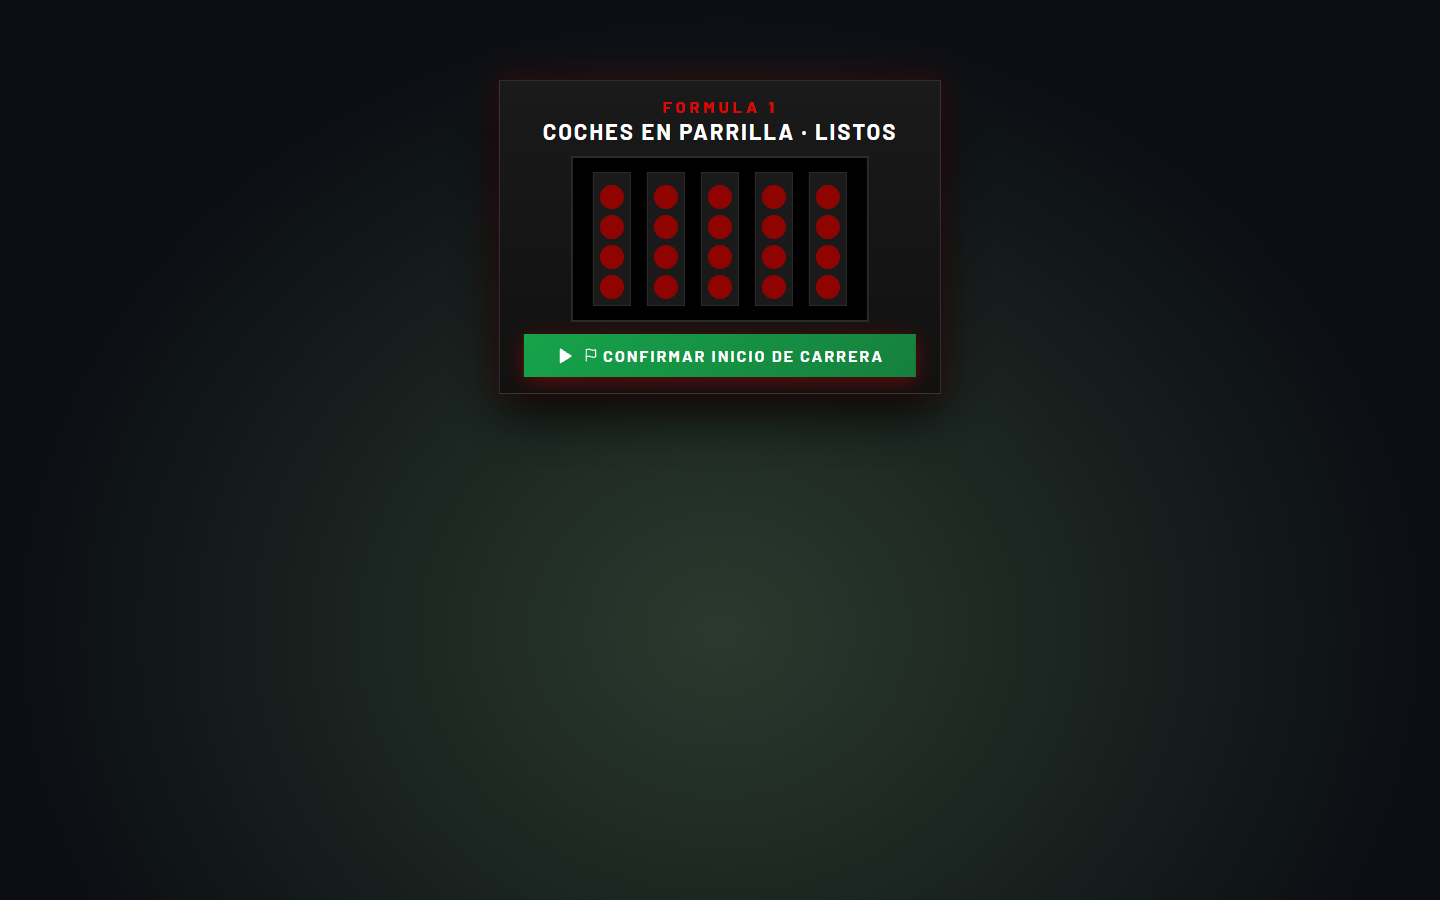 FORMULA 1
COCHES EN PARRILLA · LISTOS
CONFIRMAR INICIO DE CARRERA